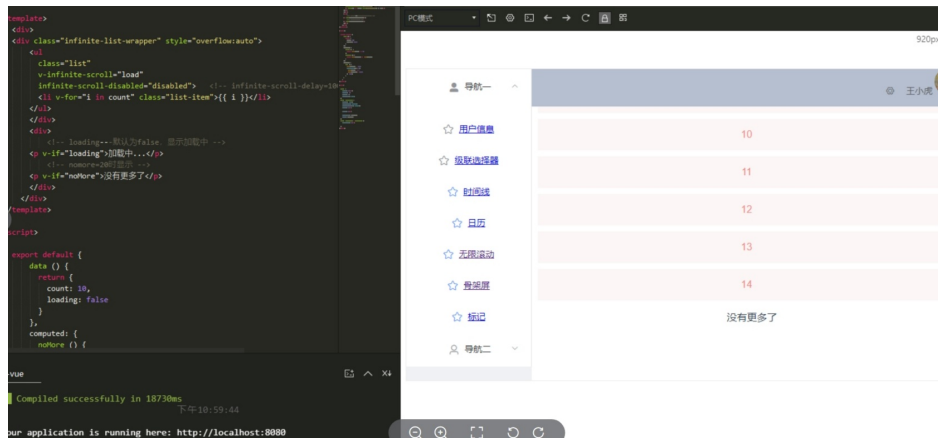 template>
<div>
<div class="infinite-list-wrapper" style="overflow:auto">
<ul
class="list"
v-infinite-scroll="load"
infinite-scroll-disabled="disabled"> <!-- infinite-scroll-delay=10
<li v-for="i in count" class="list-item">{{ i }}</li>
</ul>
</div>
<div>
<!-- loading---默认为false，显示加载中 -->
<p v-if="loading">加载中...</p>
<!-- nomore=20时显示 -->
<p v-if="noMore">没有更多了</p>
</div>
</div>
/template>
script>
export default {
data () {
return {
count: 10,
loading: false
}
},
computed: {
noMore () {
-vue
Compiled successfully in 18730ms
下午10:59:44
our application is running here: http://localhost:8080
PC模式
920p
导航一
用户信息
级联选择器
时间线
日历
无限滚动
骨架屏
标记
导航二
王小虎
10
11
12
13
14
没有更多了